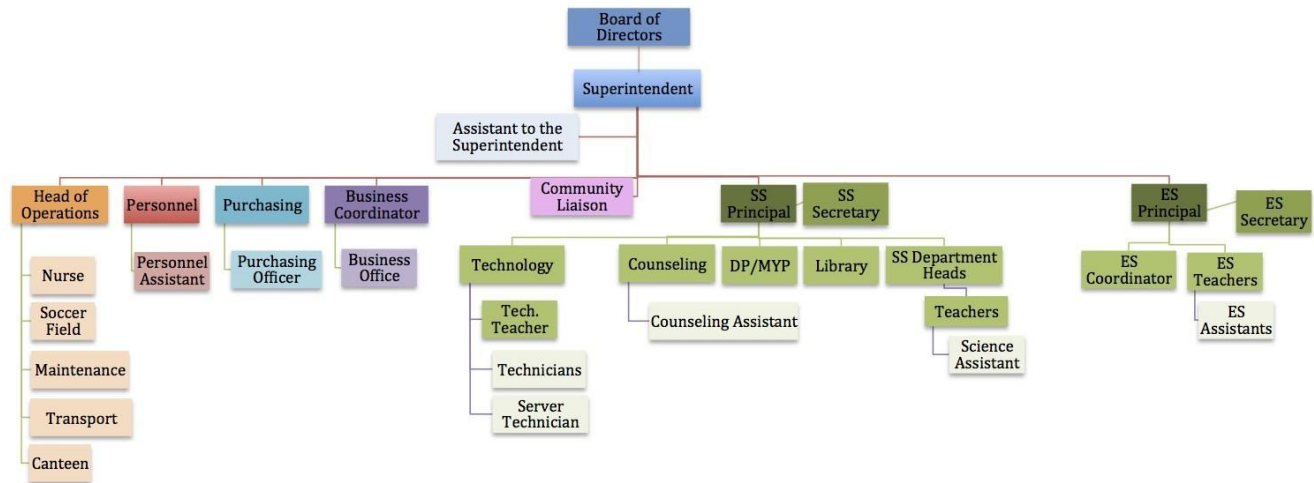 Board of
Directors
Superintendent
Assistant to the
Superintendent
Head of
Operations
Personnel
Purchasing
Business
Coordinator
Community
Liaison
SS
Principal
SS
Secretary
ES
Principal
ES
Secretary
Personnel
Assistant
Purchasing
Officer
Business
Office
Technology
Counseling
DP/MYP
Library
SS Department
Heads
ES
Coordinator
ES
Teachers
Nurse
Soccer
Field
Maintenance
Transport
Canteen
Tech.
Teacher
Technicians
Server
Technician
Counseling Assistant
Teachers
Science
Assistant
ES
Assistants